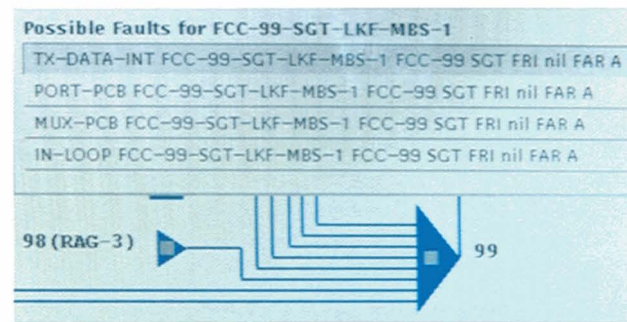 Possible Faults for FCC-99-SGT-LKF-MBS-1
TX-DATA-INT FCC-99-SGT-LKF-MBS-1 FCC-99 SGT FRI nil FAR A
PORT-PCB FCC-99-SGT-LKF-MBS-1 FCC-99 SGT FRI nil FAR A
MUX-PCB FCC-99-SGT-LKF-MBS-1 FCC-99 SGT FRI nil FAR A
IN-LOOP FCC-99-SGT-LKF-MBS-1 FCC-99 SGT FRI nil FAR A
98(RAG-3)
99